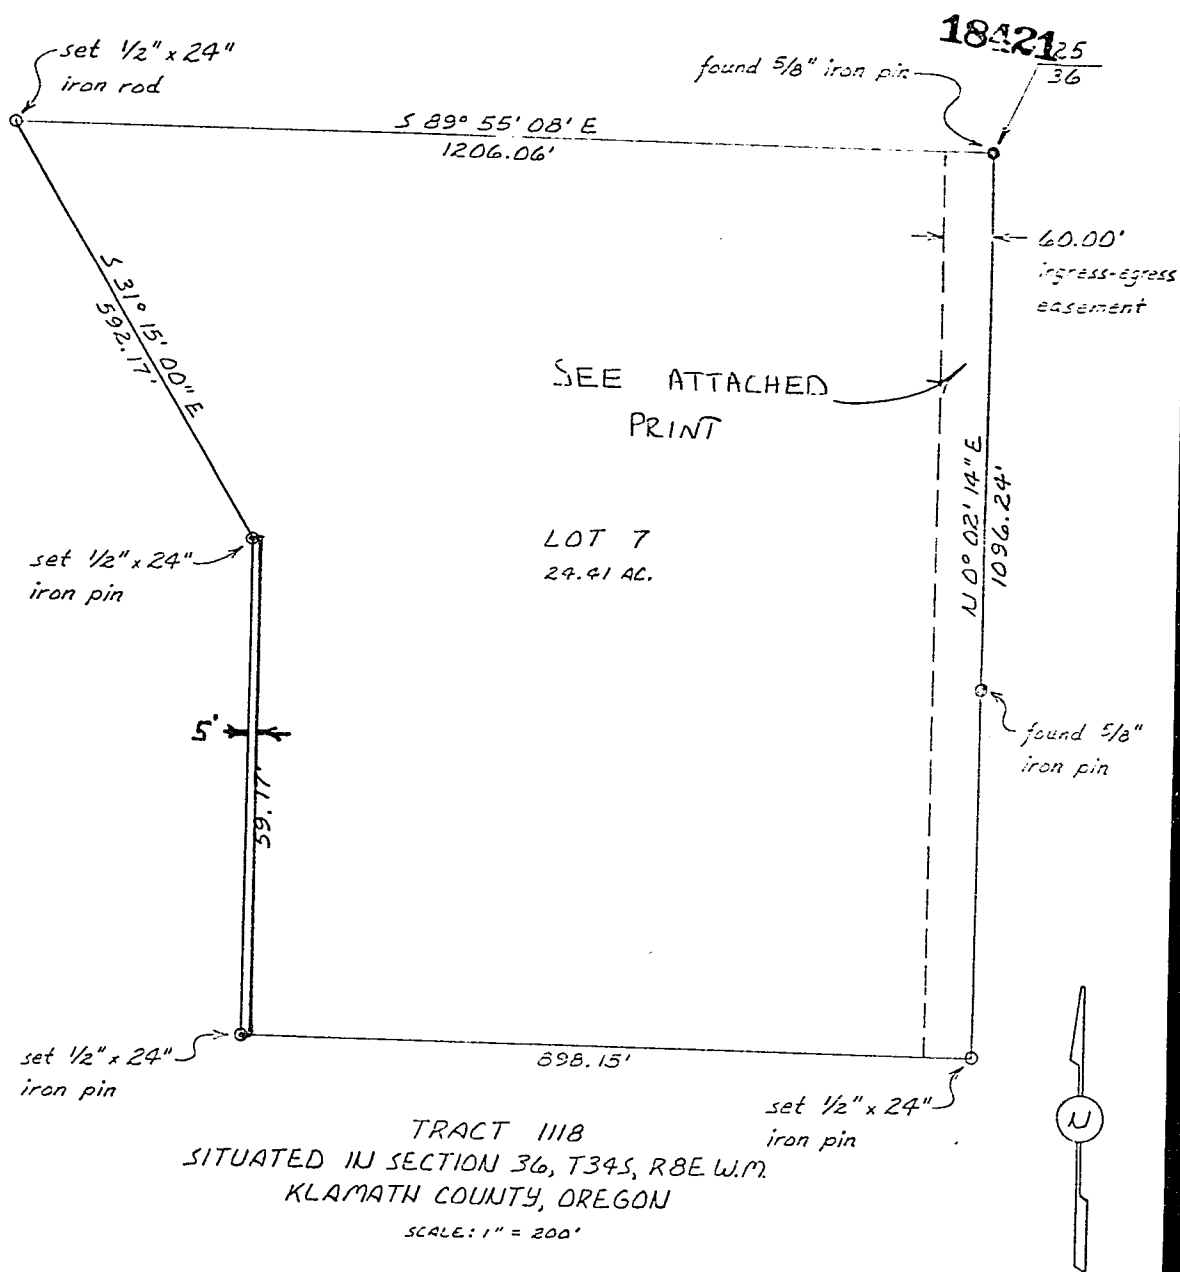 18421
25
36
set 1/2" x 24"
iron rod
found 5/8" iron pin
S 89° 55' 08' E
1206.06'
60.00'
ingress-egress
easement
S 31° 15' 00" E
592.17'
SEE ATTACHED
PRINT
N 0° 02' 14" E
1096.24'
LOT 7
24.41 AC.
set 1/2" x 24"
iron pin
found 5/8"
iron pin
5'
59.17'
set 1/2" x 24"
iron pin
898.15'
set 1/2" x 24"
iron pin
TRACT 1118
SITUATED IN SECTION 36, T34S, R8E W.M.
KLAMATH COUNTY, OREGON
SCALE: 1" = 200'
N